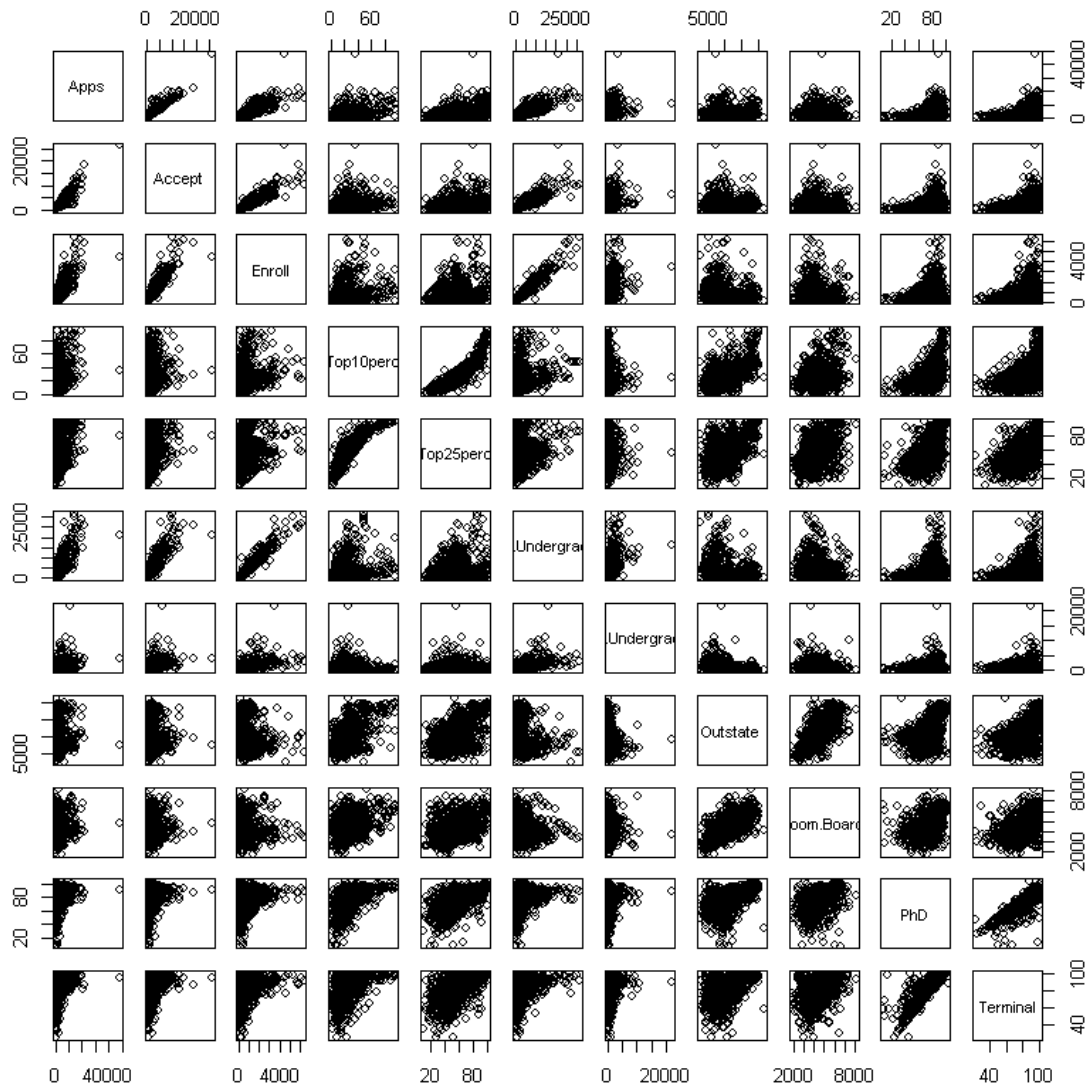 0 20000 0 60 0 25000 5000 20 80
Apps 0 40000
0 20000 Accept
Enroll 0 4000
0 60 Top10perc
Top25perc 20 80
0 25000 .Undergrad
.Undergrad 0 20000
5000 Outstate
oom.Board 2000 8000
20 80 PhD
Terminal 40 100
0 40000 0 4000 20 80 0 20000 2000 8000 40 100